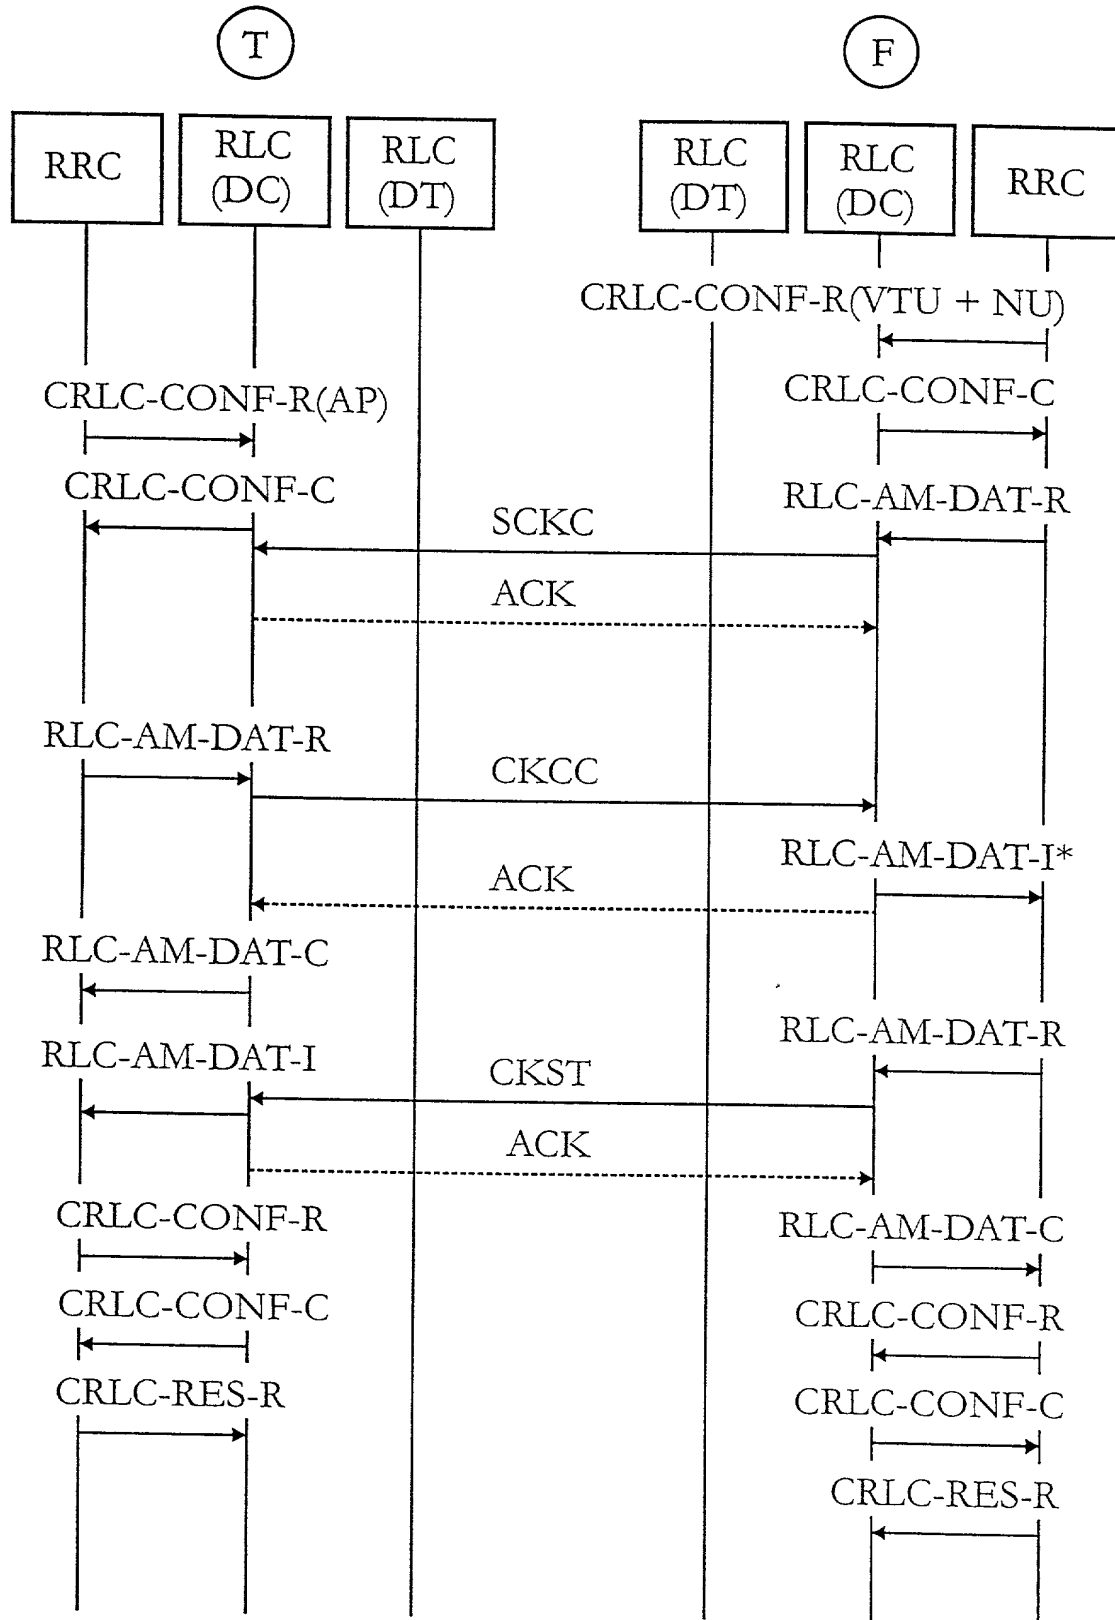 T
F
RRC
RLC
(DC)
RLC
(DT)
RLC
(DT)
RLC
(DC)
RRC
CRLC-CONF-R(VTU + NU)
CRLC-CONF-R(AP)
CRLC-CONF-C
CRLC-CONF-C
RLC-AM-DAT-R
SCKC
ACK
RLC-AM-DAT-R
CKCC
RLC-AM-DAT-I*
ACK
RLC-AM-DAT-C
RLC-AM-DAT-R
RLC-AM-DAT-I
CKST
ACK
CRLC-CONF-R
RLC-AM-DAT-C
CRLC-CONF-C
CRLC-CONF-R
CRLC-RES-R
CRLC-CONF-C
CRLC-RES-R